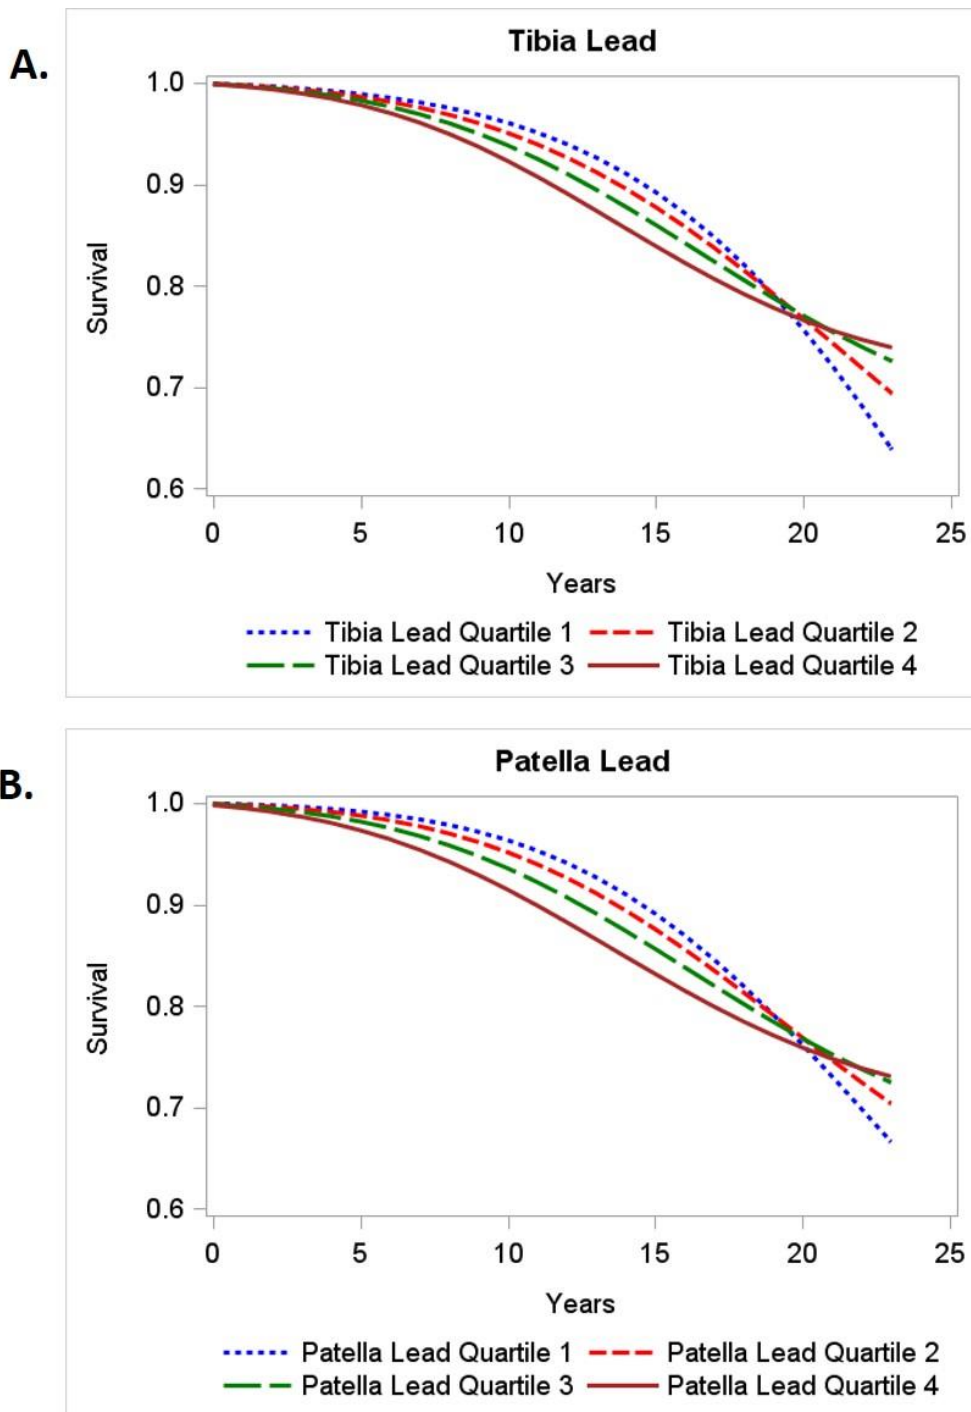 A.
Tibia Lead
1.0
0.9
0.8
0.7
0.6
Survival
0 5 10 15 20 25
Years
Tibia Lead Quartile 1 Tibia Lead Quartile 2
Tibia Lead Quartile 3 Tibia Lead Quartile 4
B.
Patella Lead
1.0
0.9
0.8
0.7
0.6
Survival
0 5 10 15 20 25
Years
Patella Lead Quartile 1 Patella Lead Quartile 2
Patella Lead Quartile 3 Patella Lead Quartile 4